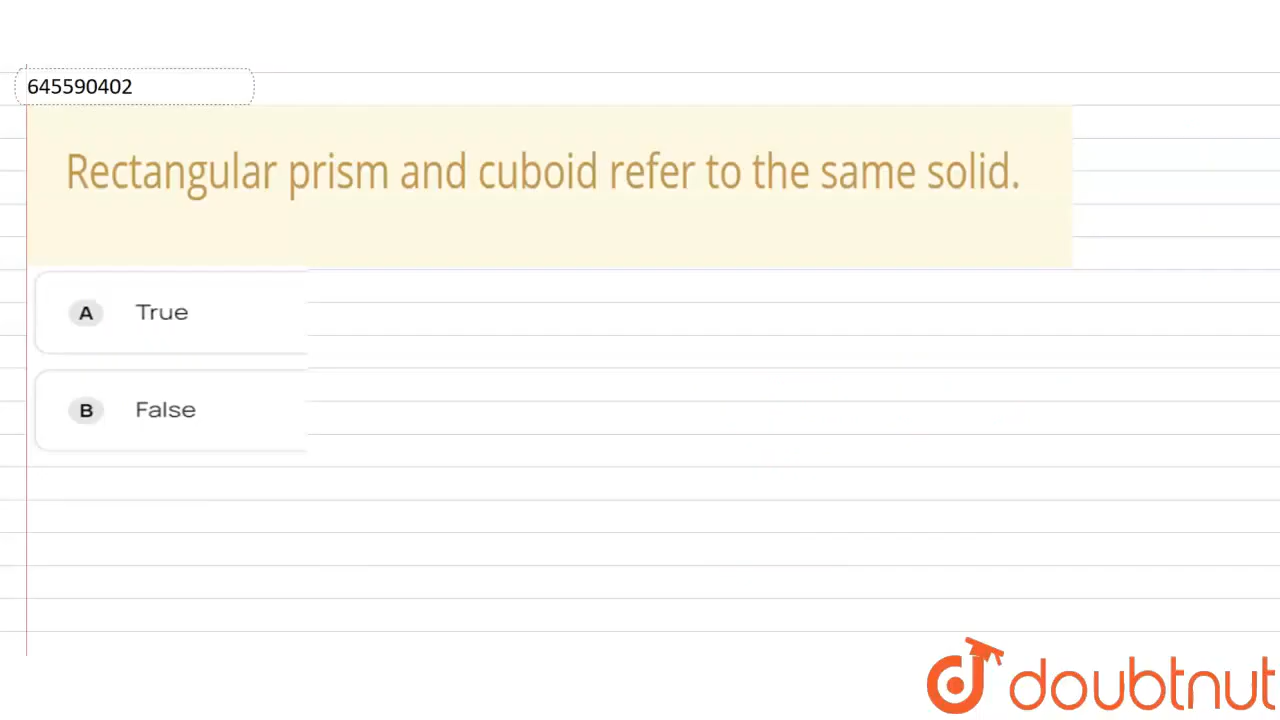 645590402
Rectangular prism and cuboid refer to the same solid.
A True
B False
doubtnut